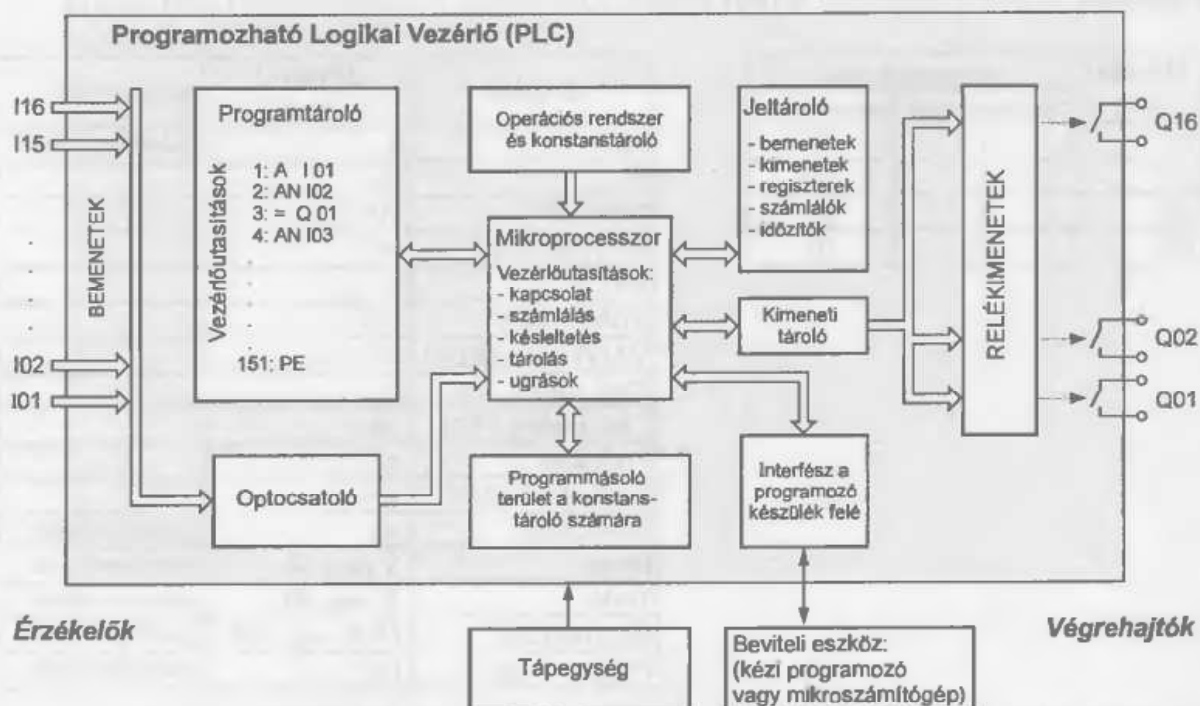 Programozható Logikai Vezérlő (PLC)
I16
I15
I02
I01
BEMENETEK
Programtároló
Vezérlőutasítások
1: A I 01
2: AN I02
3: = Q 01
4: AN I03
151: PE
Optocsatoló
Operációs rendszer
és konstanstároló
Mikroprocesszor
Vezérlőutasítások:
- kapcsolat
- számlálás
- késleltetés
- tárolás
- ugrások
Programmásoló
terület a konstans-
tároló számára
Jeltároló
- bemenetek
- kimenetek
- regiszterek
- számlálók
- időzítők
Kimeneti
tároló
Interfész a
programozó
készülék felé
RELÉKIMENETEK
Q16
Q02
Q01
Érzékelők
Végrehajtók
Tápegység
Beviteli eszköz:
(kézi programozó
vagy mikroszámítógép)